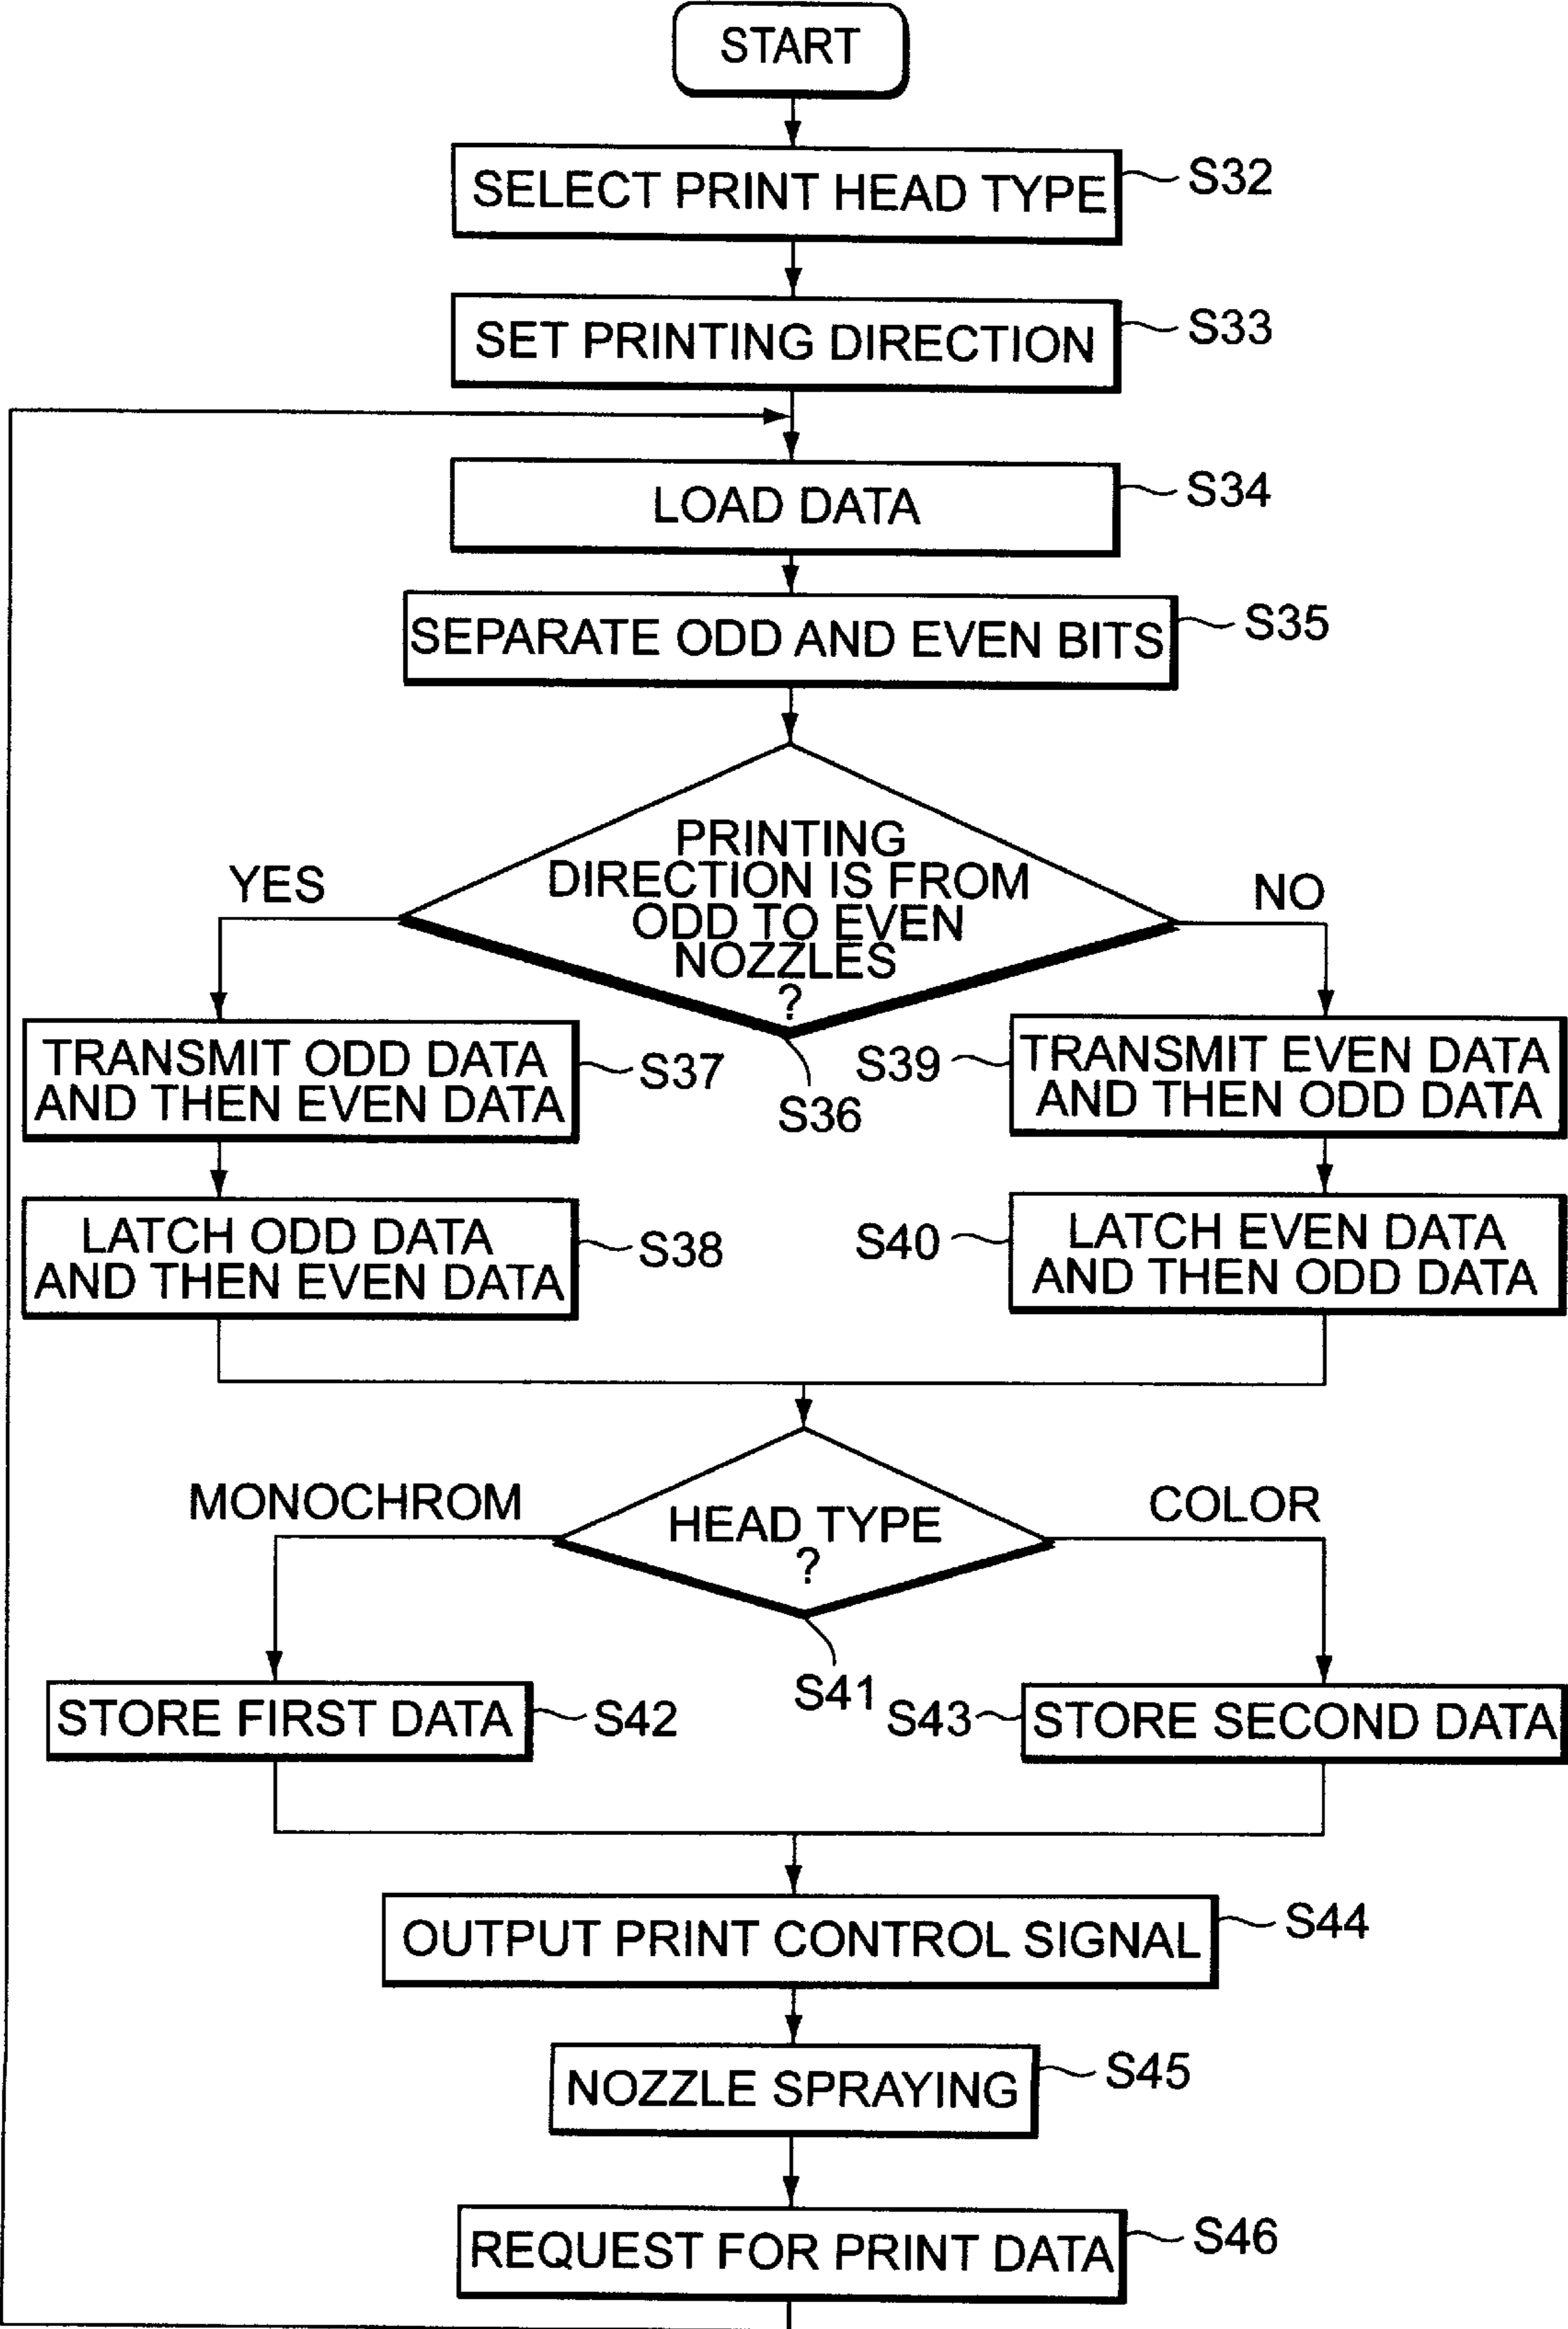 START
SELECT PRINT HEAD TYPE
S32
SET PRINTING DIRECTION
S33
LOAD DATA
S34
SEPARATE ODD AND EVEN BITS
S35
PRINTING
DIRECTION IS FROM
ODD TO EVEN
NOZZLES
?
YES
NO
S36
TRANSMIT ODD DATA
AND THEN EVEN DATA
S37
S39
TRANSMIT EVEN DATA
AND THEN ODD DATA
LATCH ODD DATA
AND THEN EVEN DATA
S38
S40
LATCH EVEN DATA
AND THEN ODD DATA
MONOCHROM
HEAD TYPE
?
COLOR
S41
STORE FIRST DATA
S42
S43
STORE SECOND DATA
OUTPUT PRINT CONTROL SIGNAL
S44
NOZZLE SPRAYING
S45
REQUEST FOR PRINT DATA
S46